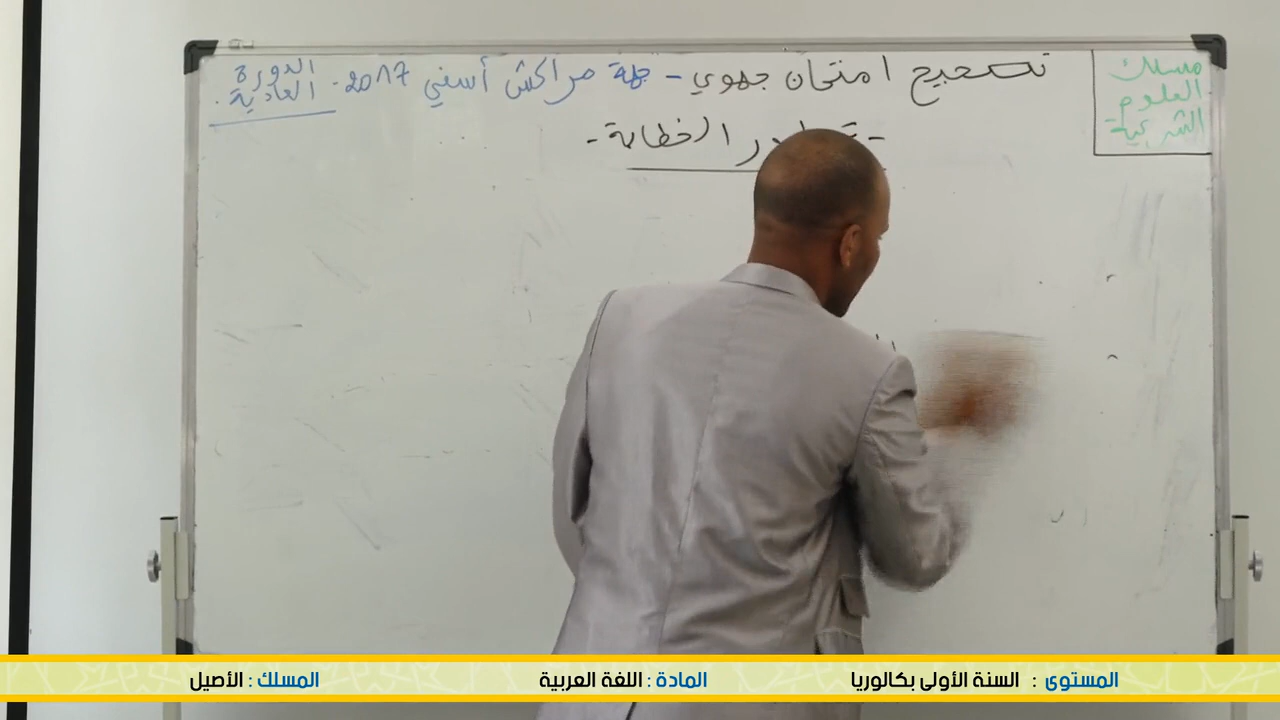 مسلك
العلوم
الشرعية
تصحيح امتحان جهوي - جهة مراكش أسفي 2017. الدورة
العادية.
الخطابة -
المستوى : السنة الأولى بكالوريا
المادة : اللغة العربية
المسلك : الأصيل